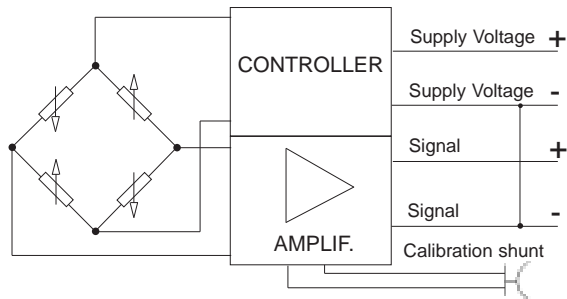 Supply Voltage +
CONTROLLER
Supply Voltage -
Signal +
Signal -
AMPLIF.
Calibration shunt